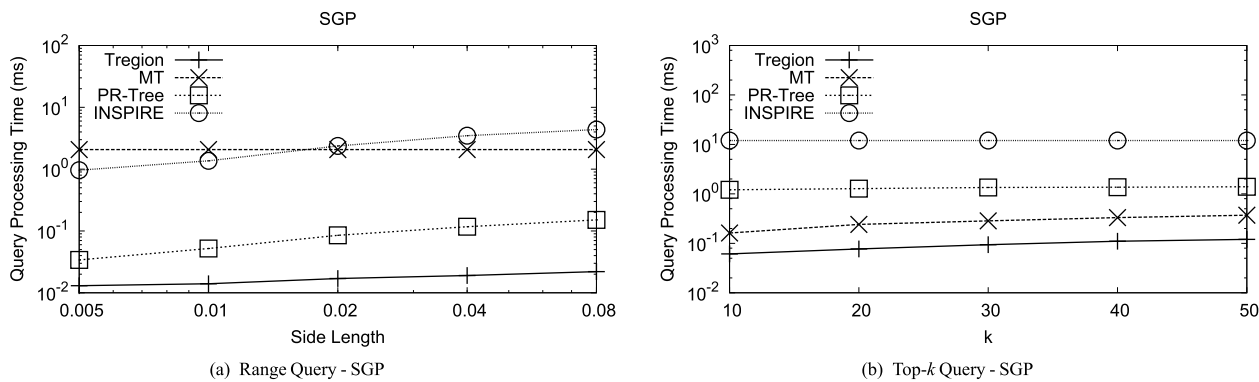 SGP
10^2
10^1
10^0
10^-1
10^-2
Query Processing Time (ms)
Tregion
MT
PR-Tree
INSPIRE
0.005
0.01
0.02
0.04
0.08
Side Length
(a) Range Query - SGP
SGP
10^3
10^2
10^1
10^0
10^-1
10^-2
Query Processing Time (ms)
Tregion
MT
PR-Tree
INSPIRE
10
20
30
40
50
k
(b) Top-k Query - SGP